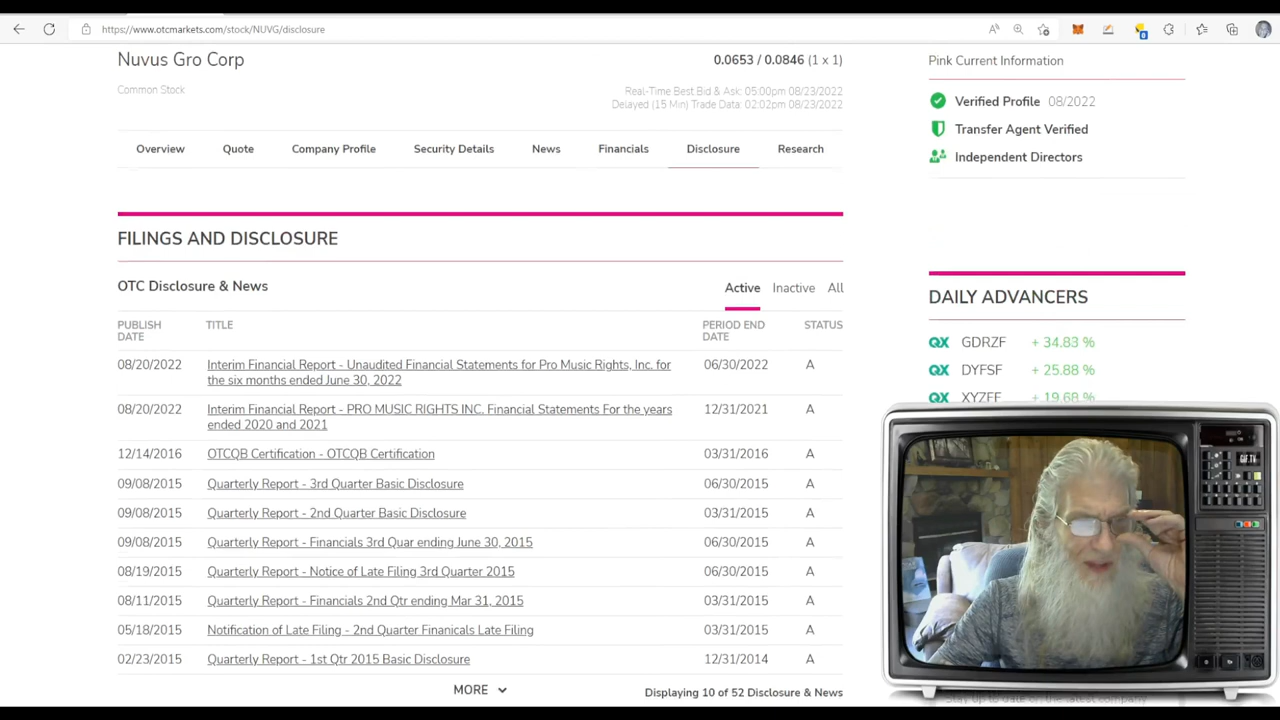 https://www.otcmarkets.com/stock/NUVG/disclosure
Nuvus Gro Corp
0.0653 / 0.0846 (1 x 1)
Common Stock
Real-Time Best Bid & Ask: 05:00pm 08/23/2022
Delayed (15 Min) Trade Data: 02:02pm 08/23/2022
Overview Quote Company Profile Security Details News Financials Disclosure Research
FILINGS AND DISCLOSURE
OTC Disclosure & News
Active Inactive All
PUBLISH DATE TITLE PERIOD END DATE STATUS
08/20/2022 Interim Financial Report - Unaudited Financial Statements for Pro Music Rights, Inc. for 06/30/2022 A
the six months ended June 30, 2022
08/20/2022 Interim Financial Report - PRO MUSIC RIGHTS INC. Financial Statements For the years 12/31/2021 A
ended 2020 and 2021
12/14/2016 OTCQB Certification - OTCQB Certification 03/31/2016 A
09/08/2015 Quarterly Report - 3rd Quarter Basic Disclosure 06/30/2015 A
09/08/2015 Quarterly Report - 2nd Quarter Basic Disclosure 03/31/2015 A
09/08/2015 Quarterly Report - Financials 3rd Quar ending June 30, 2015 06/30/2015 A
08/19/2015 Quarterly Report - Notice of Late Filing 3rd Quarter 2015 06/30/2015 A
08/11/2015 Quarterly Report - Financials 2nd Qtr ending Mar 31, 2015 03/31/2015 A
05/18/2015 Notification of Late Filing - 2nd Quarter Finanicals Late Filing 03/31/2015 A
02/23/2015 Quarterly Report - 1st Qtr 2015 Basic Disclosure 12/31/2014 A
MORE
Displaying 10 of 52 Disclosure & News
Pink Current Information
Verified Profile 08/2022
Transfer Agent Verified
Independent Directors
DAILY ADVANCERS
QX GDRZF + 34.83 %
QX DYFSF + 25.88 %
QX XYZFF + 19.68 %
GIF.TV
Stay up to date on the latest company